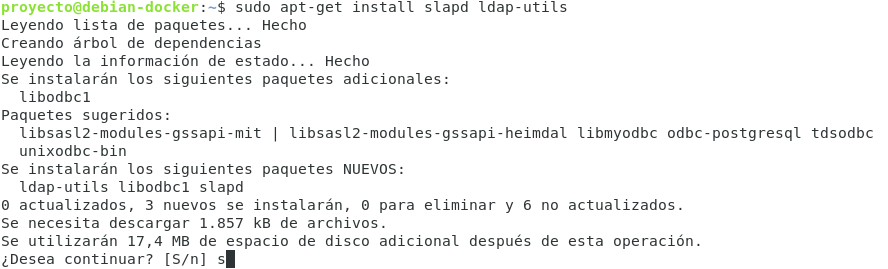 proyecto@debian-docker:~$ sudo apt-get install slapd ldap-utils
Leyendo lista de paquetes... Hecho
Creando árbol de dependencias
Leyendo la información de estado... Hecho
Se instalarán los siguientes paquetes adicionales:
  libodbc1
Paquetes sugeridos:
  libsasl2-modules-gssapi-mit | libsasl2-modules-gssapi-heimdal libmyodbc odbc-postgresql tdsodbc
  unixodbc-bin
Se instalarán los siguientes paquetes NUEVOS:
  ldap-utils libodbc1 slapd
0 actualizados, 3 nuevos se instalarán, 0 para eliminar y 6 no actualizados.
Se necesita descargar 1.857 kB de archivos.
Se utilizarán 17,4 MB de espacio de disco adicional después de esta operación.
¿Desea continuar? [S/n] s